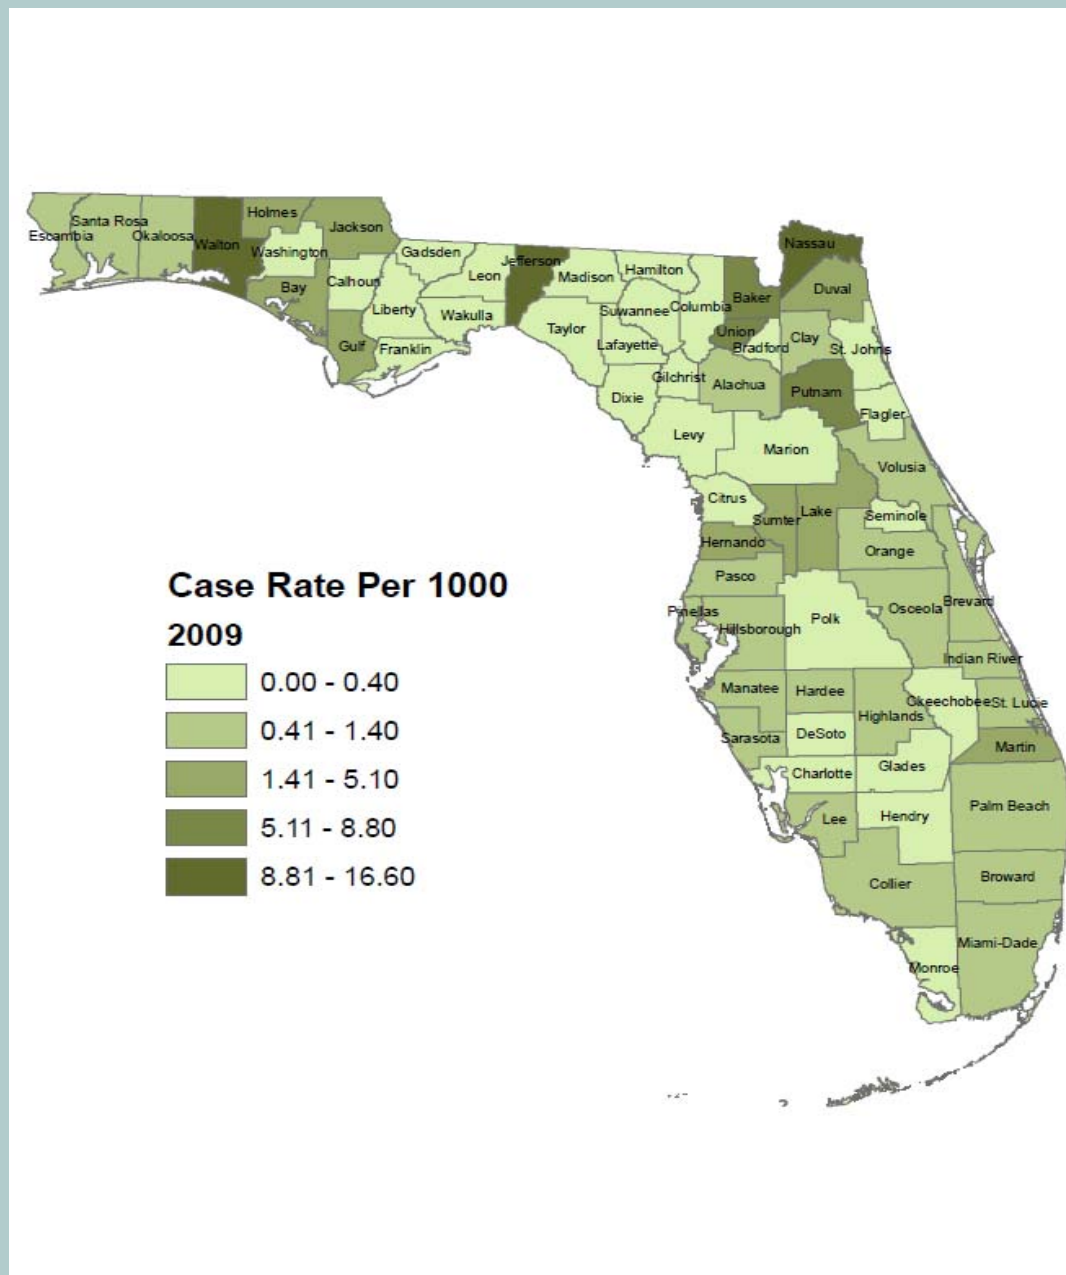 Santa Rosa
Escambia
Okaloosa
Walton
Holmes
Jackson
Washington
Bay
Calhoun
Gulf
Gadsden
Liberty
Franklin
Leon
Wakulla
Jefferson
Madison
Taylor
Hamilton
Suwannee
Lafayette
Columbia
Dixie
Gilchrist
Baker
Union
Bradford
Nassau
Duval
Clay
St. Johns
Alachua
Putnam
Flagler
Levy
Marion
Volusia
Citrus
Sumter
Lake
Seminole
Hernando
Orange
Pasco
Pinellas
Hillsborough
Polk
Osceola
Brevard
Indian River
Manatee
Hardee
Highlands
Okeechobee
St. Lucie
Sarasota
DeSoto
Martin
Charlotte
Glades
Lee
Hendry
Palm Beach
Collier
Broward
Monroe
Miami-Dade
Case Rate Per 1000
2009
0.00 - 0.40
0.41 - 1.40
1.41 - 5.10
5.11 - 8.80
8.81 - 16.60